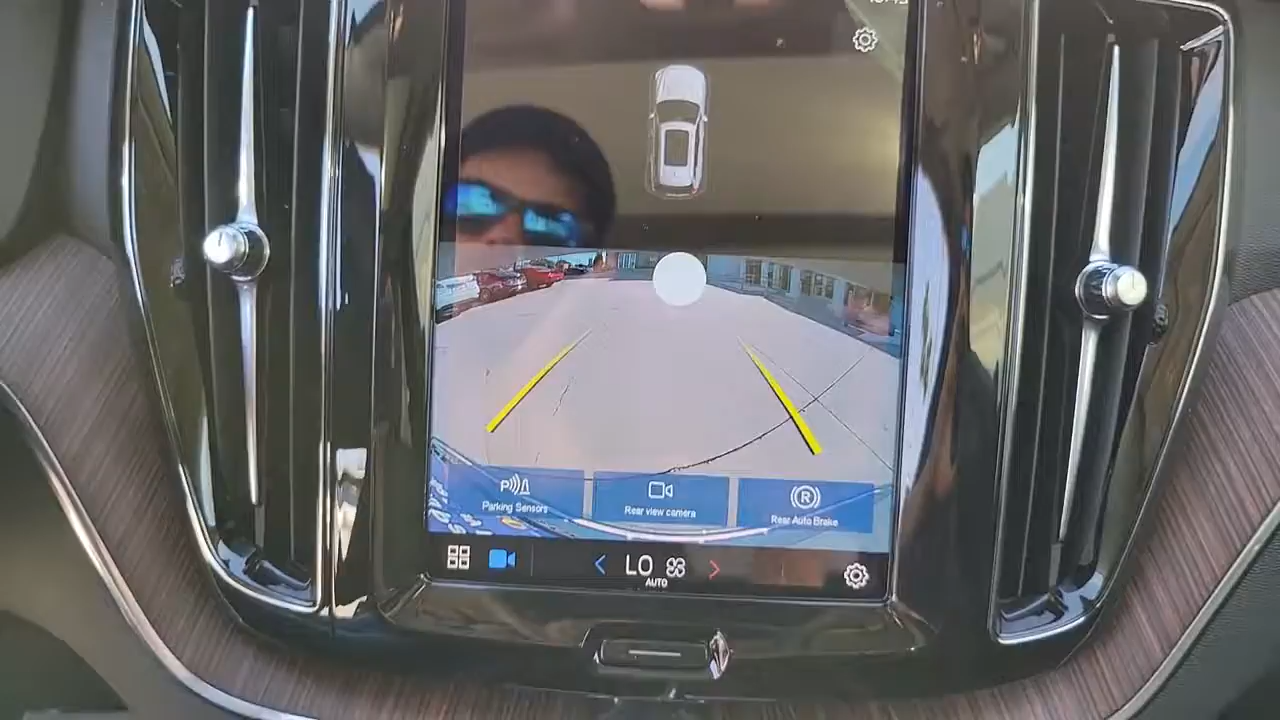 Parking Sensors
Rear view camera
R
Rear Auto Brake
LO
AUTO